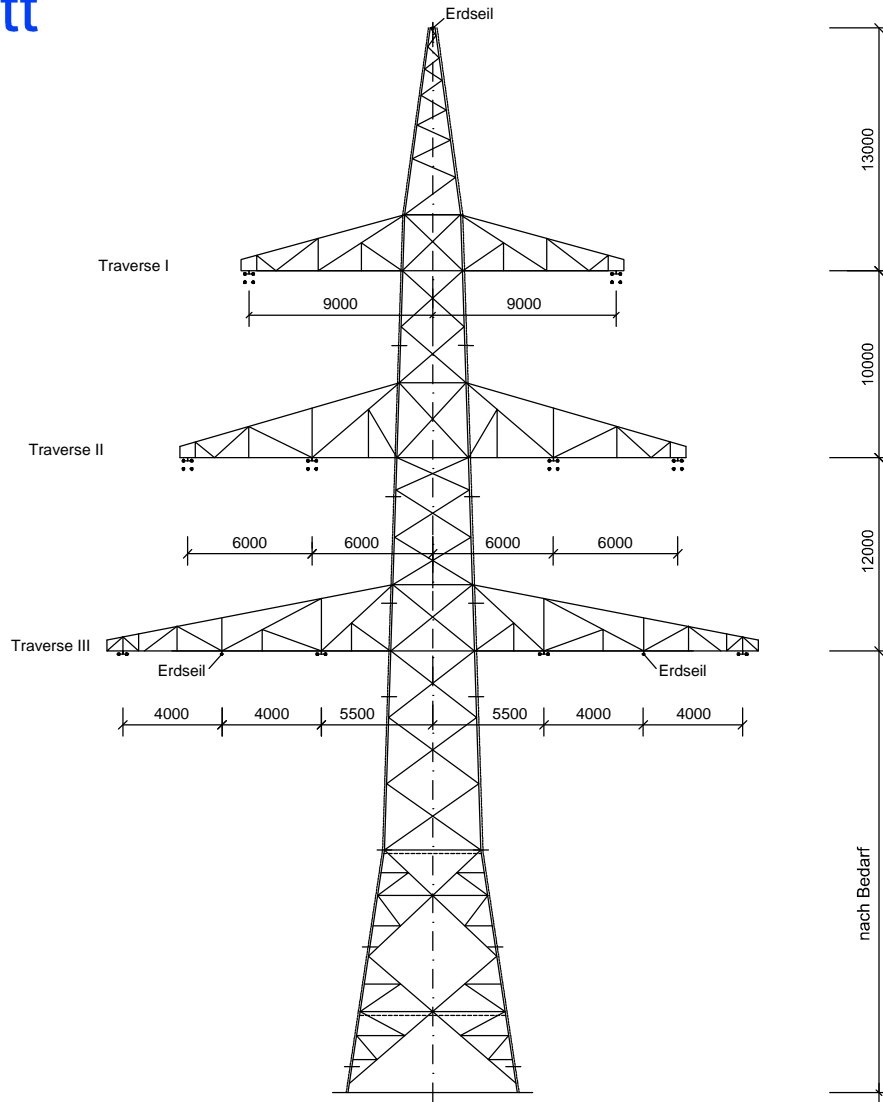 tt
Erdseil
13000
Traverse I
9000 9000
10000
Traverse II
6000 6000 6000 6000
12000
Traverse III
Erdseil Erdseil
4000 4000 5500 5500 4000 4000
nach Bedarf